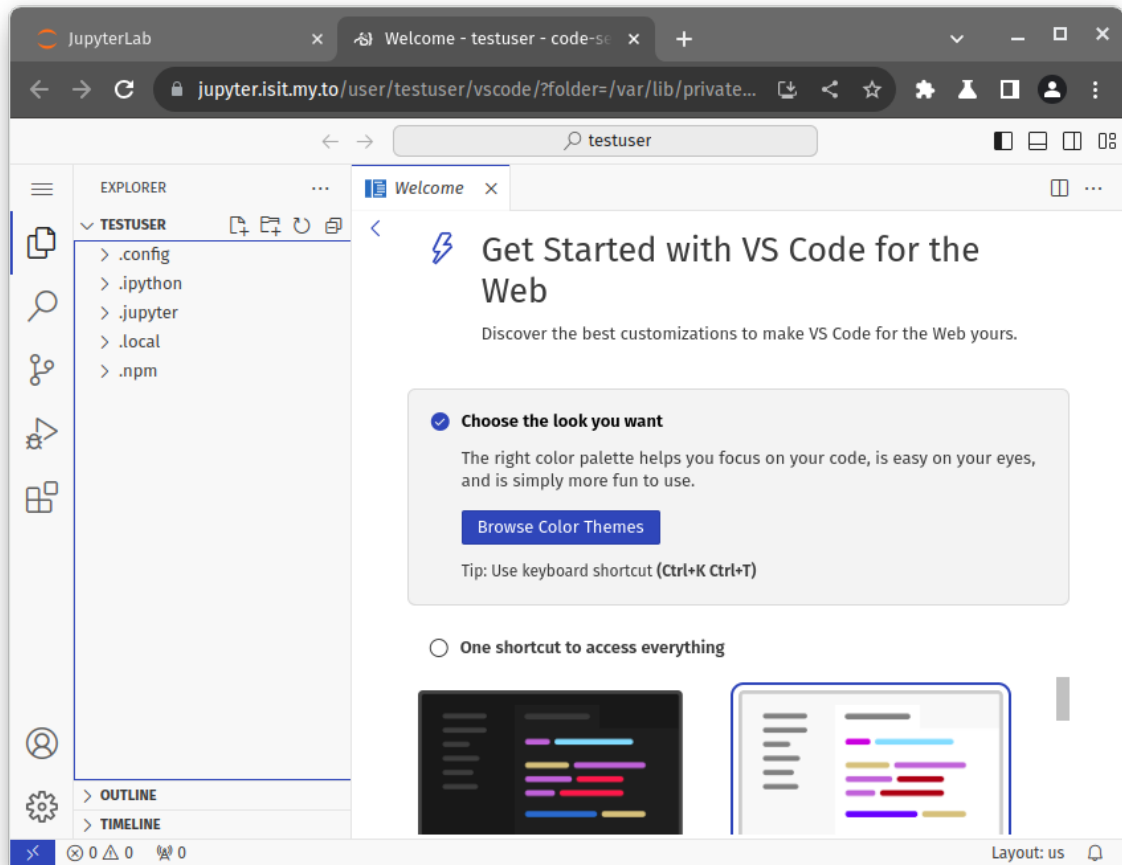 JupyterLab
Welcome - testuser - code-se
jupyter.isit.my.to/user/testuser/vscode/?folder=/var/lib/private...
testuser
EXPLORER
Welcome
TESTUSER
.config
.ipython
.jupyter
.local
.npm
Get Started with VS Code for the
Web
Discover the best customizations to make VS Code for the Web yours.
Choose the look you want
The right color palette helps you focus on your code, is easy on your eyes,
and is simply more fun to use.
Browse Color Themes
Tip: Use keyboard shortcut (Ctrl+K Ctrl+T)
One shortcut to access everything
OUTLINE
TIMELINE
0 0 0
Layout: us